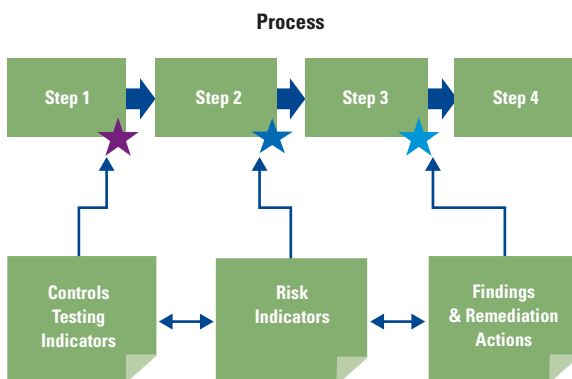 Process
Step 1
Step 2
Step 3
Step 4
Controls
Testing
Indicators
Risk
Indicators
Findings
& Remediation
Actions